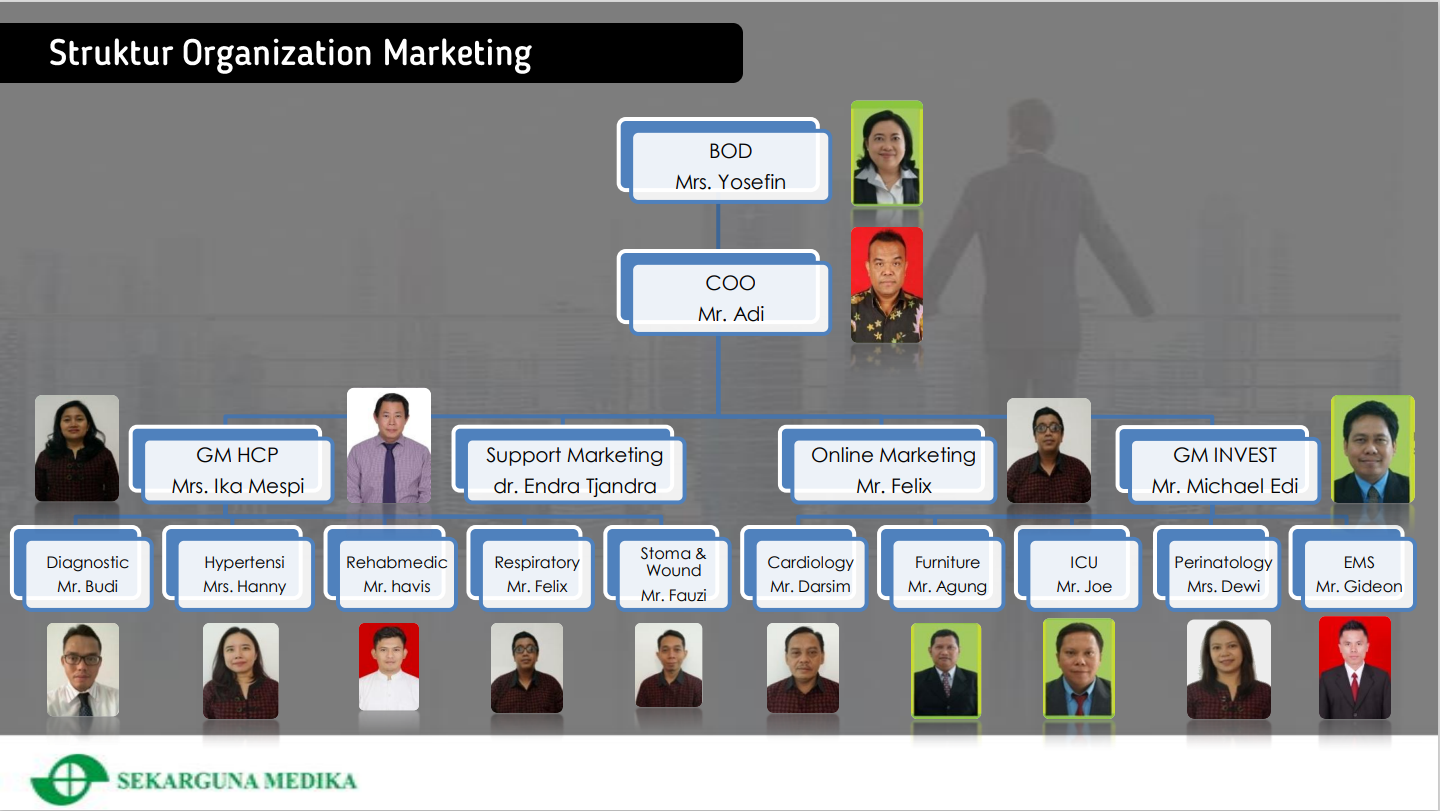 Struktur Organization Marketing
BOD
Mrs. Yosefin
COO
Mr. Adi
GM HCP
Mrs. Ika Mespi
Support Marketing
dr. Endra Tjandra
Online Marketing
Mr. Felix
GM INVEST
Mr. Michael Edi
Diagnostic
Mr. Budi
Hypertensi
Mrs. Hanny
Rehabmedic
Mr. havis
Respiratory
Mr. Felix
Stoma &
Wound
Mr. Fauzi
Cardiology
Mr. Darsim
Furniture
Mr. Agung
ICU
Mr. Joe
Perinatology
Mrs. Dewi
EMS
Mr. Gideon
SEKARGUNA MEDIKA